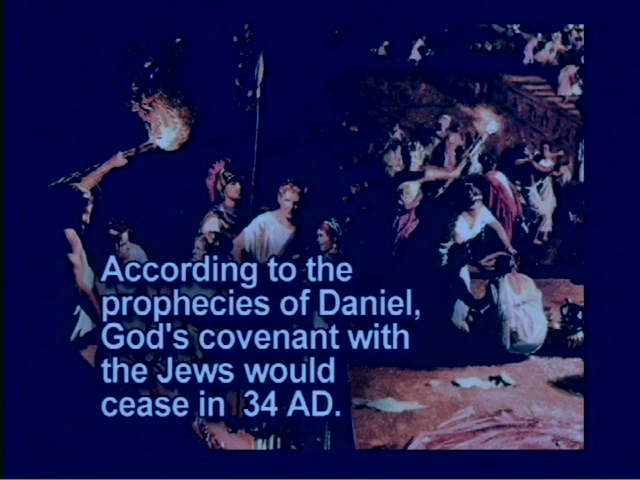 According to the
prophecies of Daniel,
God's covenant with
the Jews would
cease in 34 AD.